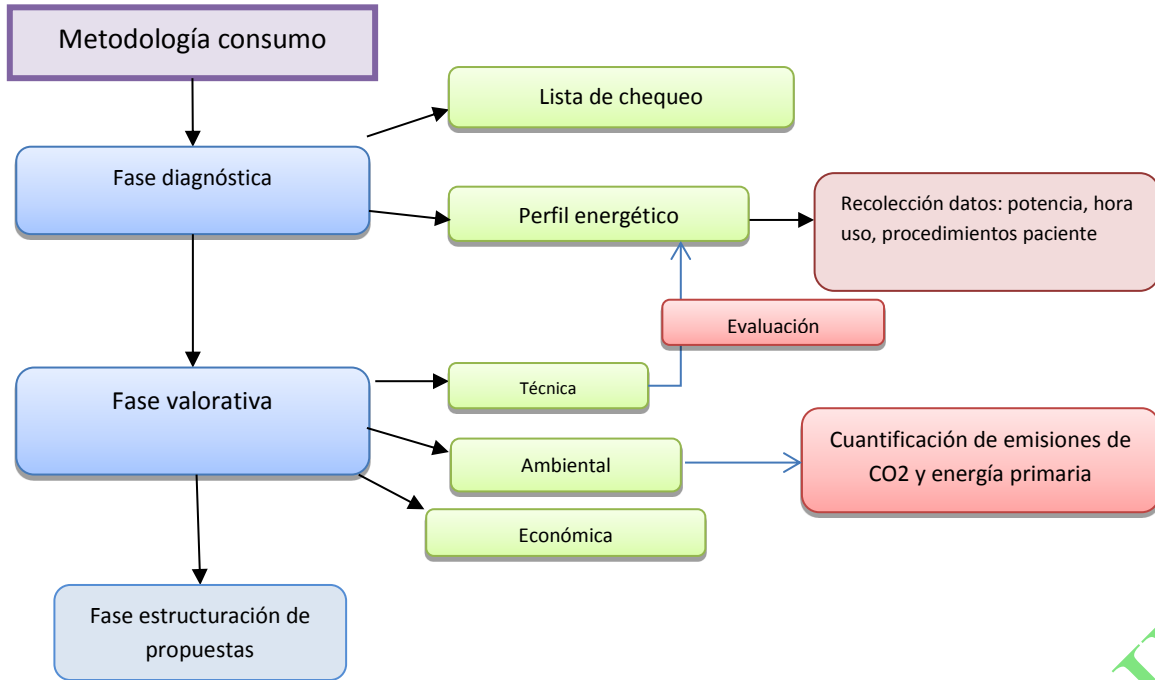 Metodología consumo
Lista de chequeo
Fase diagnóstica
Perfil energético
Recolección datos: potencia, hora
uso, procedimientos paciente
Evaluación
Fase valorativa
Técnica
Ambiental
Cuantificación de emisiones de
CO2 y energía primaria
Económica
Fase estructuración de
propuestas